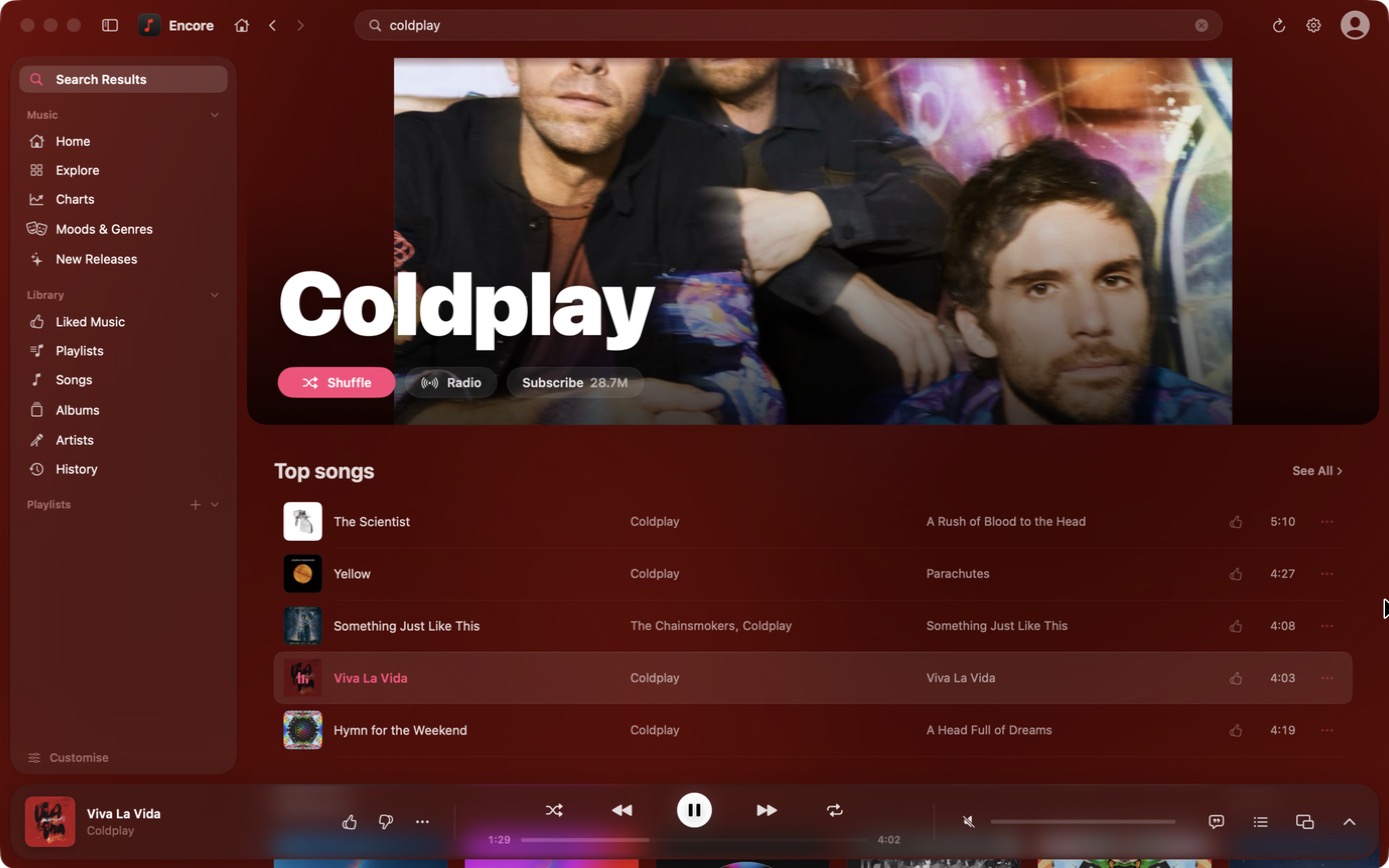 Encore
coldplay
Search Results
Music
Home
Explore
Charts
Moods & Genres
New Releases
Library
Liked Music
Playlists
Songs
Albums
Artists
History
Playlists
Customise
Coldplay
Shuffle
Radio
Subscribe 28.7M
Top songs
See All
The Scientist Coldplay A Rush of Blood to the Head 5:10
Yellow Coldplay Parachutes 4:27
Something Just Like This The Chainsmokers, Coldplay Something Just Like This 4:08
Viva La Vida Coldplay Viva La Vida 4:03
Hymn for the Weekend Coldplay A Head Full of Dreams 4:19
Viva La Vida
Coldplay
1:29
4:02